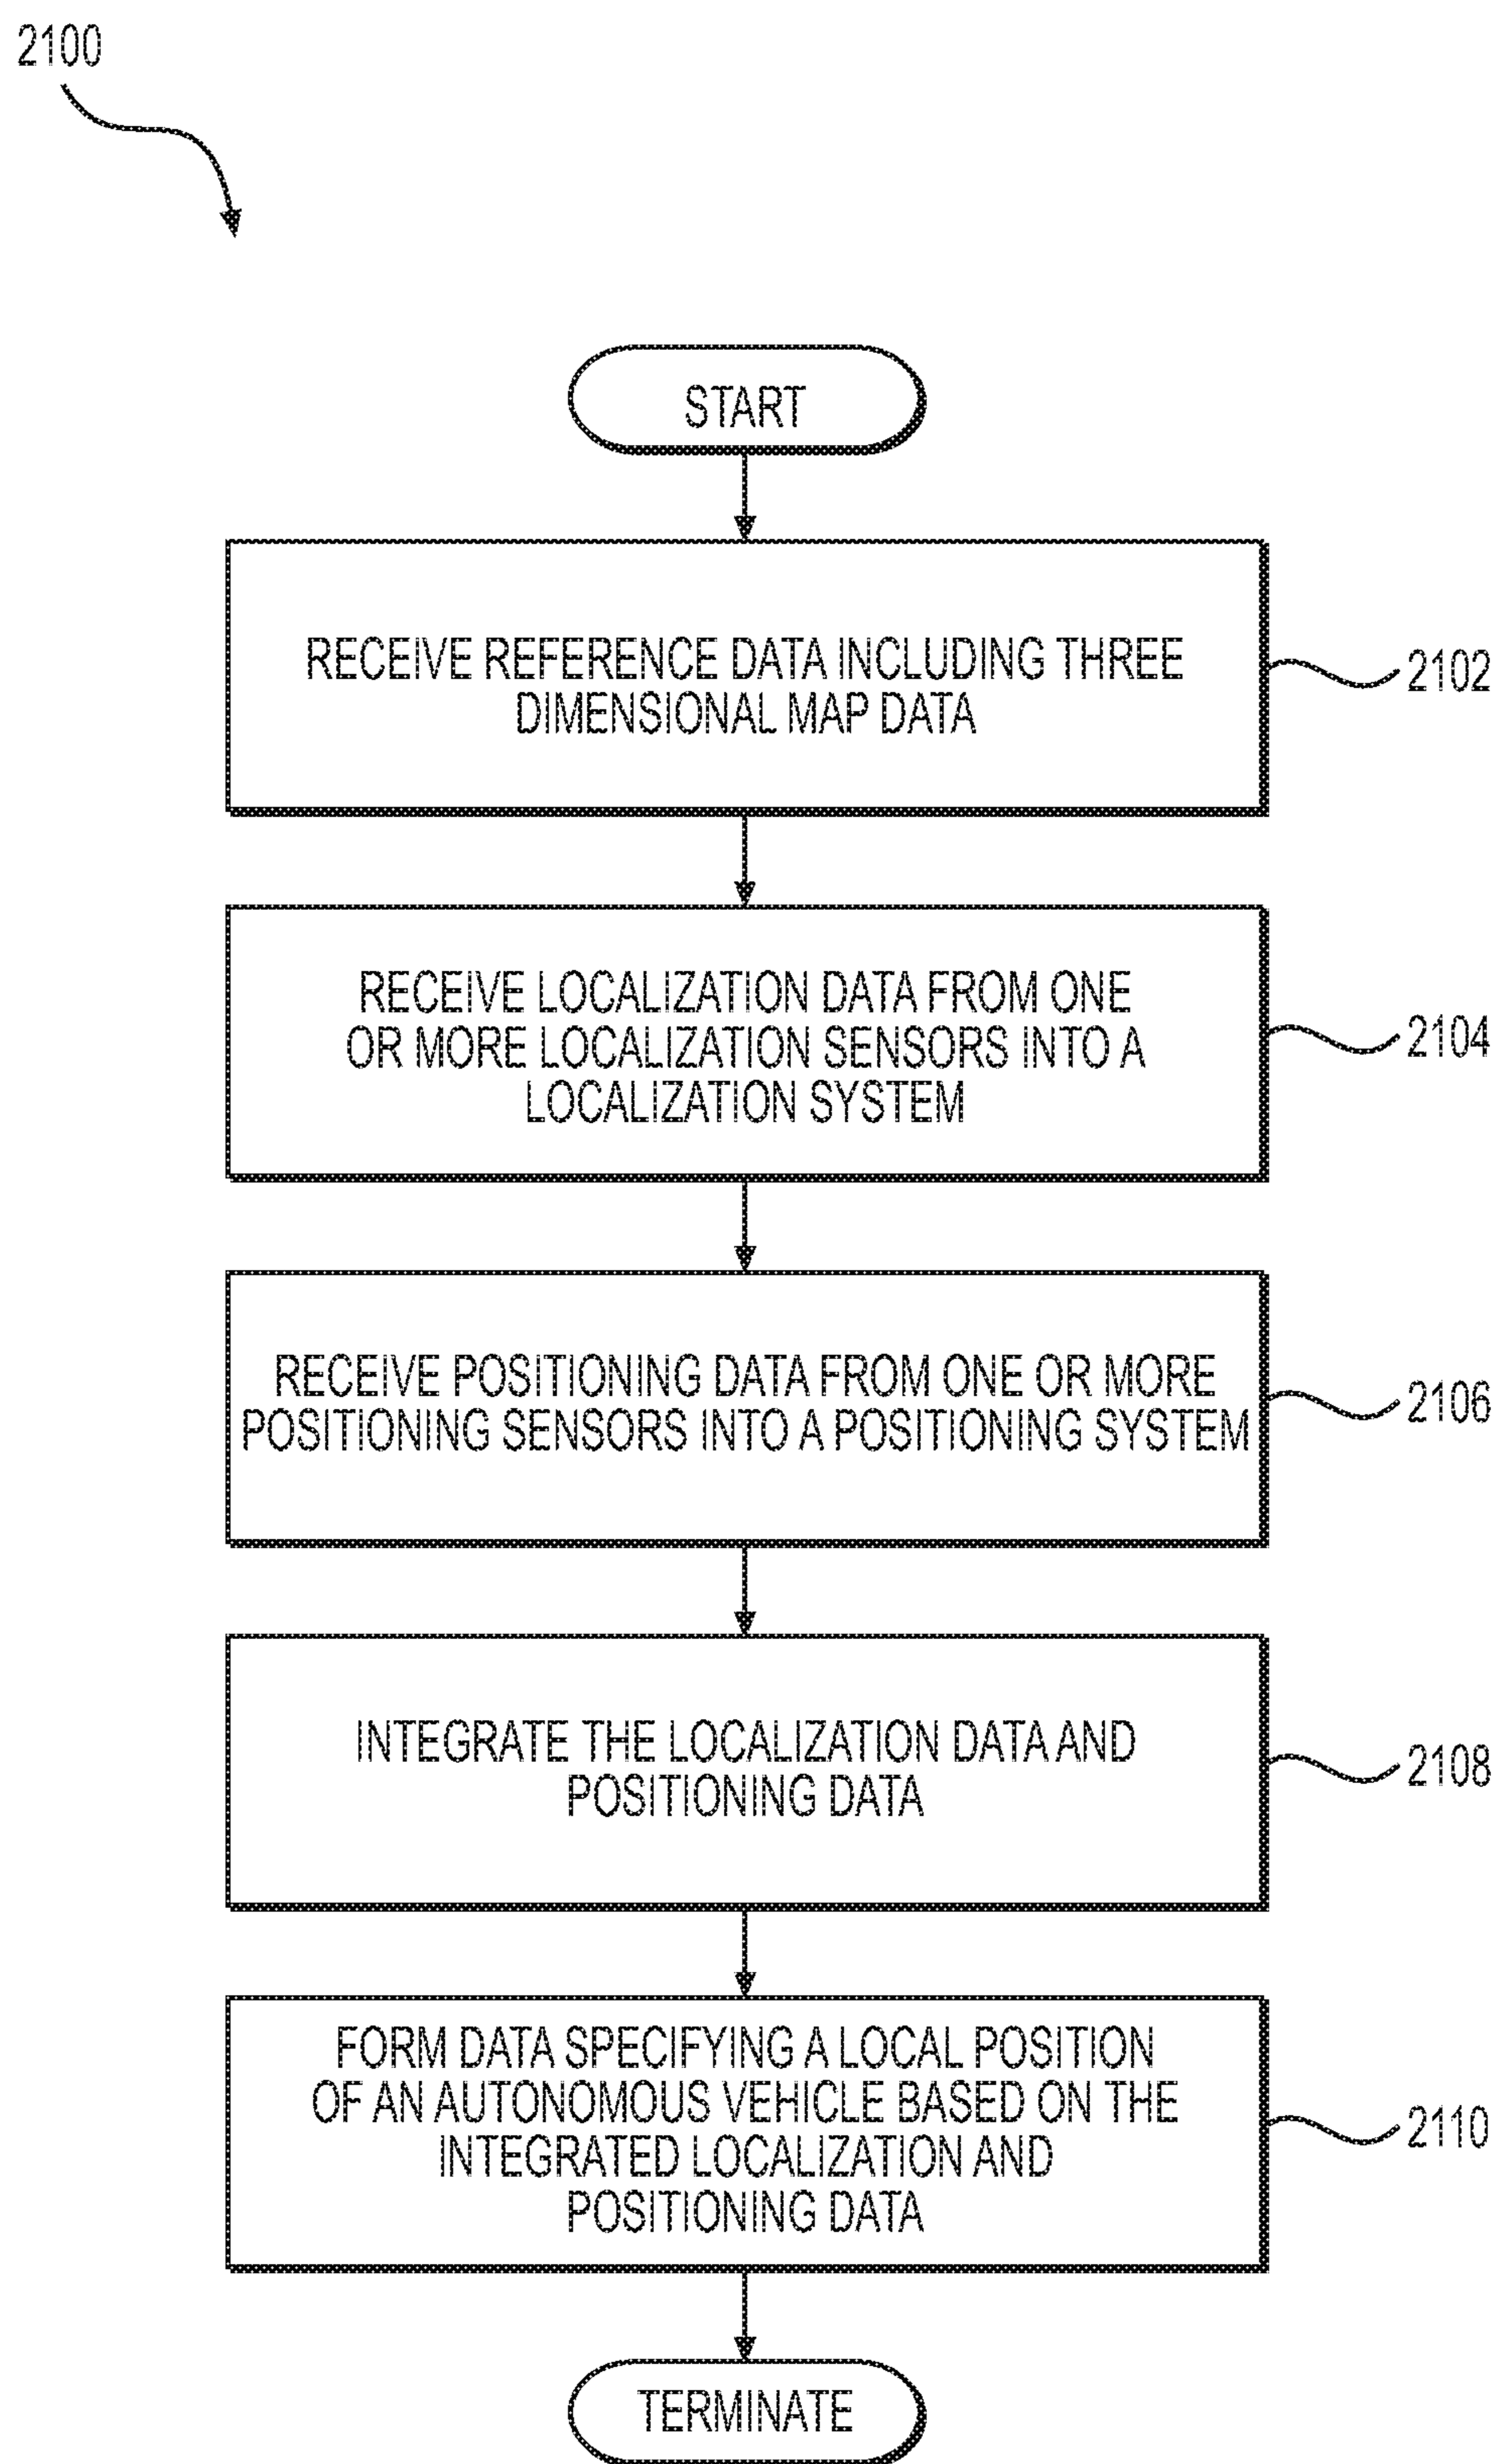 2100
START
RECEIVE REFERENCE DATA INCLUDING THREE
DIMENSIONAL MAP DATA
2102
RECEIVE LOCALIZATION DATA FROM ONE
OR MORE LOCALIZATION SENSORS INTO A
LOCALIZATION SYSTEM
2104
RECEIVE POSITIONING DATA FROM ONE OR MORE
POSITIONING SENSORS INTO A POSITIONING SYSTEM
2106
INTEGRATE THE LOCALIZATION DATA AND
POSITIONING DATA
2108
FORM DATA SPECIFYING A LOCAL POSITION
OF AN AUTONOMOUS VEHICLE BASED ON THE
INTEGRATED LOCALIZATION AND
POSITIONING DATA
2110
TERMINATE